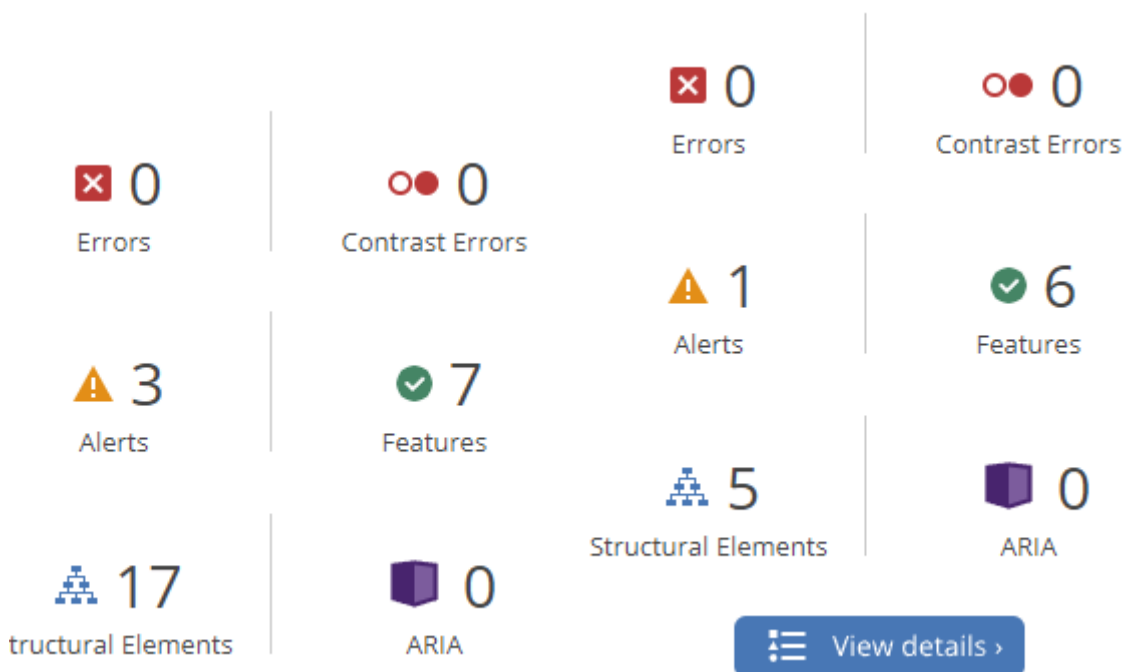 0 0
Errors Contrast Errors
3 7
Alerts Features
17 0
tructural Elements ARIA
0 0
Errors Contrast Errors
1 6
Alerts Features
5 0
Structural Elements ARIA
View details ›